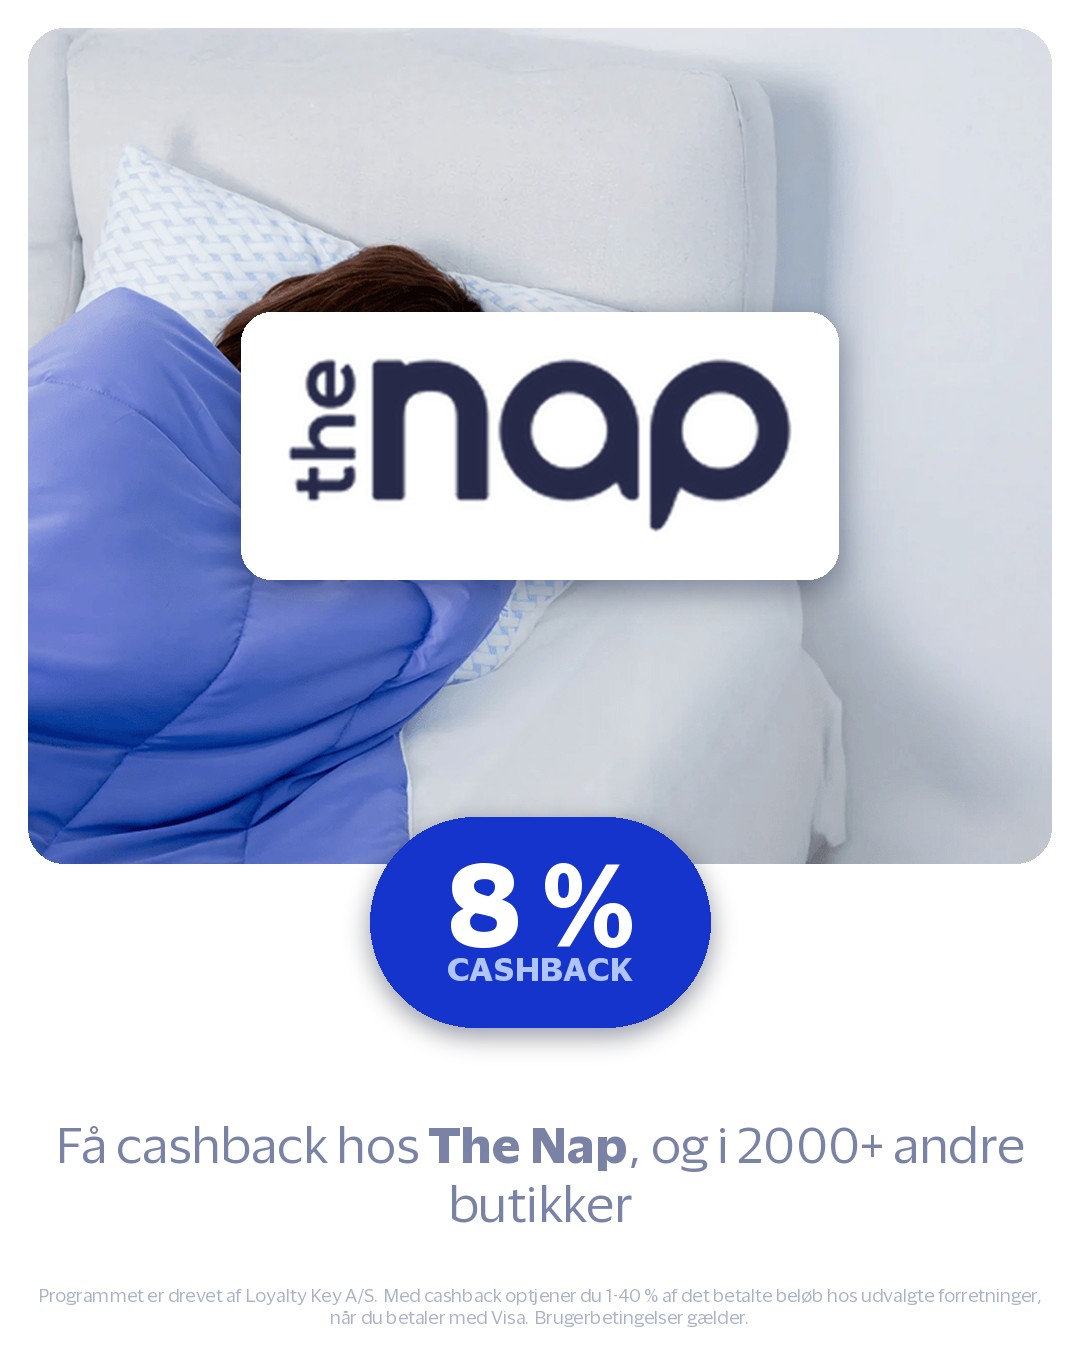 the nap
8 %
CASHBACK
Få cashback hos The Nap, og i 2000+ andre
butikker
Programmet er drevet af Loyalty Key A/S. Med cashback optjener du 1-40 % af det betalte beløb hos udvalgte forretninger,
når du betaler med Visa. Brugerbetingelser gælder.